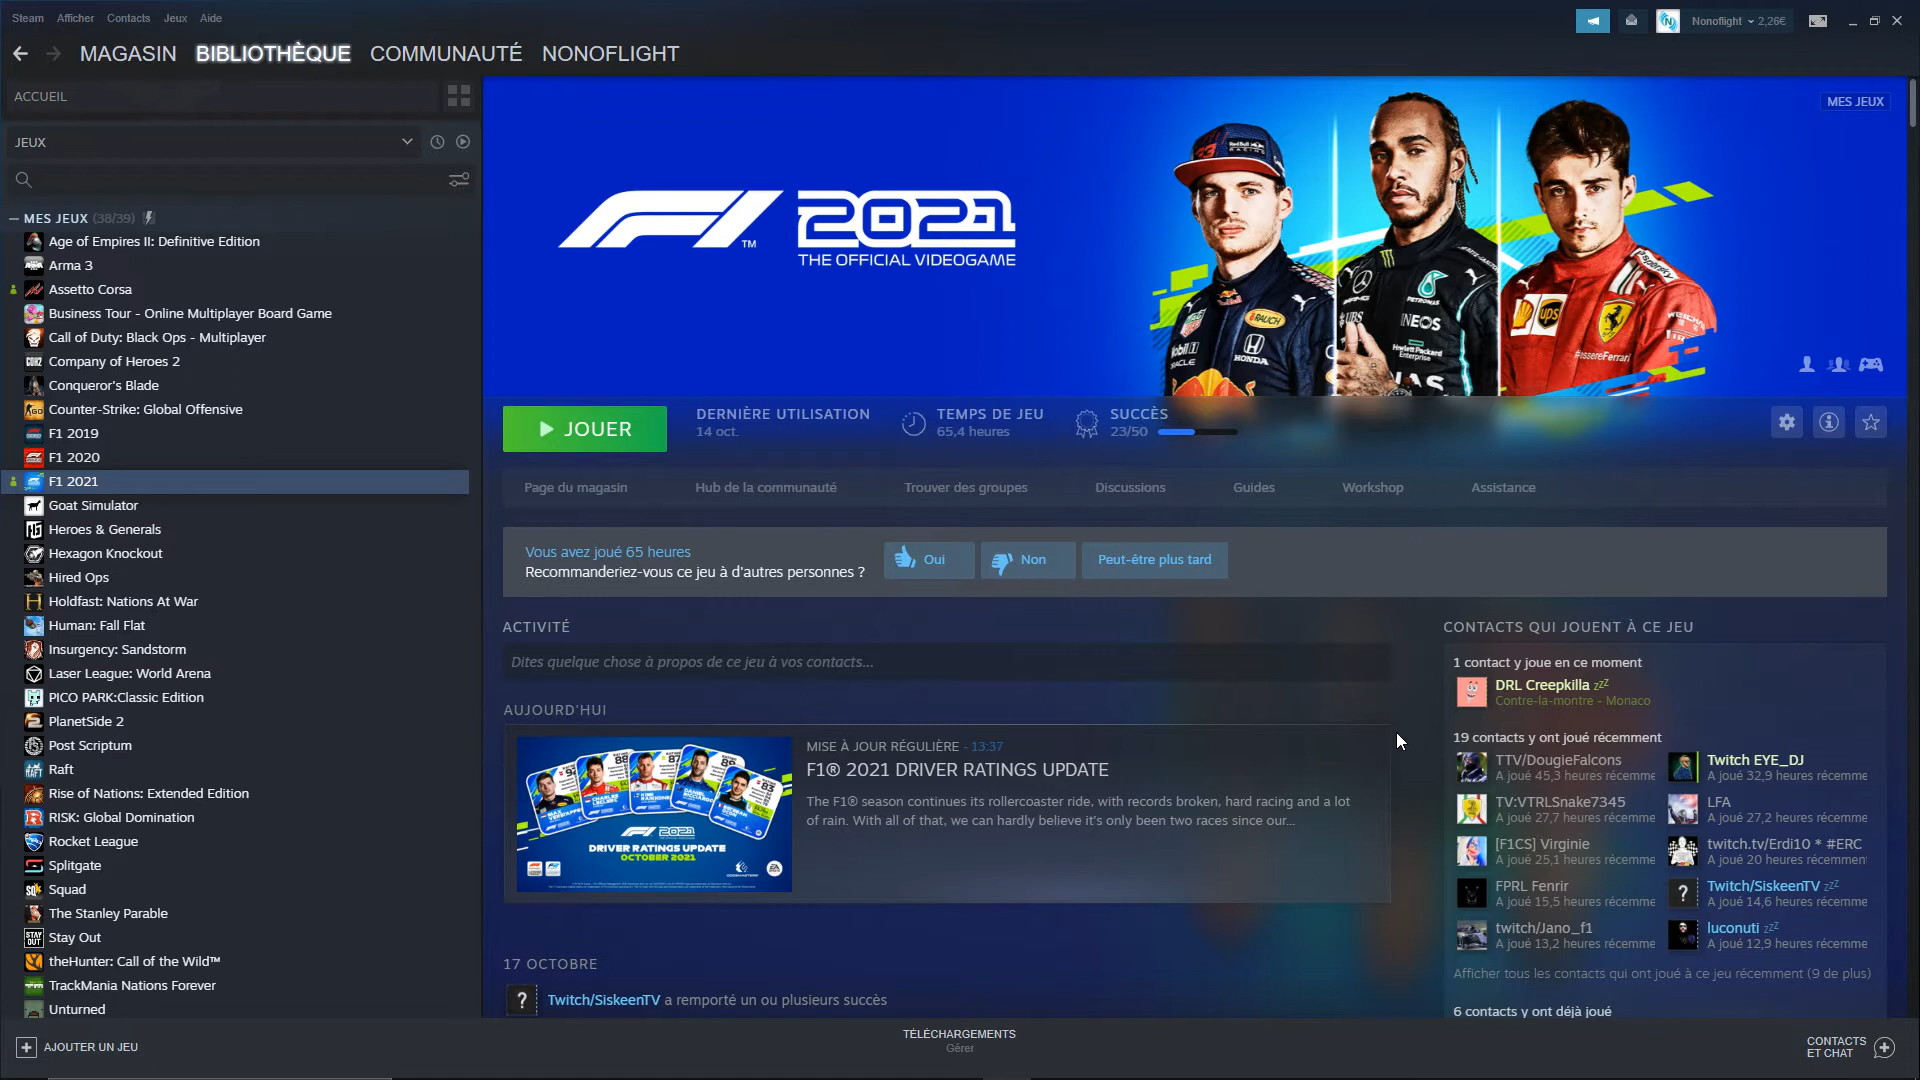 Steam Afficher Contacts Jeux Aide
Nonoflight 2,26€
MAGASIN BIBLIOTHÈQUE COMMUNAUTÉ NONOFLIGHT
ACCUEIL
JEUX
MES JEUX (38/39)
Age of Empires II: Definitive Edition
Arma 3
Assetto Corsa
Business Tour - Online Multiplayer Board Game
Call of Duty: Black Ops - Multiplayer
Company of Heroes 2
Conqueror's Blade
Counter-Strike: Global Offensive
F1 2019
F1 2020
F1 2021
Goat Simulator
Heroes & Generals
Hexagon Knockout
Hired Ops
Holdfast: Nations At War
Human: Fall Flat
Insurgency: Sandstorm
Laser League: World Arena
PICO PARK:Classic Edition
PlanetSide 2
Post Scriptum
Raft
Rise of Nations: Extended Edition
RISK: Global Domination
Rocket League
Splitgate
Squad
The Stanley Parable
Stay Out
theHunter: Call of the Wild™
TrackMania Nations Forever
Unturned
AJOUTER UN JEU
MES JEUX
F1™ 2021
THE OFFICIAL VIDEOGAME
JOUER
DERNIÈRE UTILISATION
14 oct.
TEMPS DE JEU
65,4 heures
SUCCÈS
23/50
Page du magasin Hub de la communauté Trouver des groupes Discussions Guides Workshop Assistance
Vous avez joué 65 heures
Recommanderiez-vous ce jeu à d'autres personnes ?
Oui Non Peut-être plus tard
ACTIVITÉ
Dites quelque chose à propos de ce jeu à vos contacts...
AUJOURD'HUI
F1 2021
DRIVER RATINGS UPDATE
OCTOBER 2021
MISE À JOUR RÉGULIÈRE - 13:37
F1® 2021 DRIVER RATINGS UPDATE
The F1® season continues its rollercoaster ride, with records broken, hard racing and a lot
of rain. With all of that, we can hardly believe it's only been two races since our...
17 OCTOBRE
Twitch/SiskeenTV a remporté un ou plusieurs succès
CONTACTS QUI JOUENT À CE JEU
1 contact y joue en ce moment
DRL Creepkilla zzZ
Contre-la-montre - Monaco
19 contacts y ont joué récemment
TTV/DougieFalcons
A joué 45,3 heures récemme
Twitch EYE_DJ
A joué 32,9 heures récemme
TV:VTRLSnake7345
A joué 27,7 heures récemme
LFA
A joué 27,2 heures récemme
[F1CS] Virginie
A joué 25,1 heures récemme
twitch.tv/Erdi10 * #ERC
A joué 20 heures récemment
FPRL Fenrir
A joué 15,5 heures récemme
Twitch/SiskeenTV zzZ
A joué 14,6 heures récemme
twitch/Jano_f1
A joué 13,2 heures récemme
luconuti zzZ
A joué 12,9 heures récemme
Afficher tous les contacts qui ont joué à ce jeu récemment (9 de plus)
6 contacts y ont déjà joué
TÉLÉCHARGEMENTS
Gérer
CONTACTS
ET CHAT